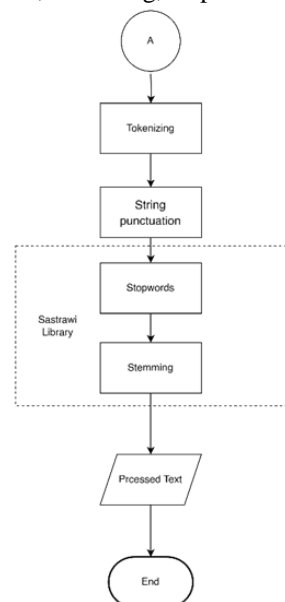 A
Tokenizing
String
punctuation
Stopwords
Sastrawi
Library
Stemming
Prcessed Text
End